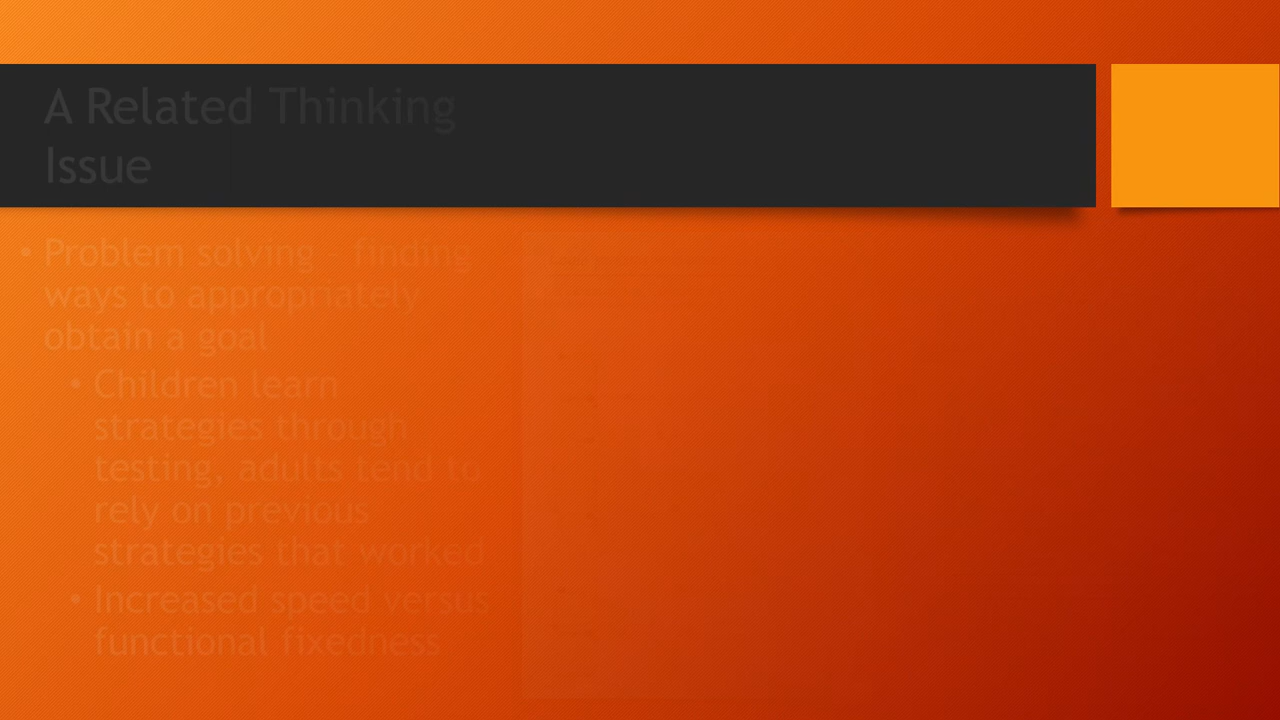 A Related Thinking
Issue
• Problem solving – finding
ways to appropriately
obtain a goal
• Children learn
strategies through
testing, adults tend to
rely on previous
strategies that worked
• Increased speed versus
functional fixedness